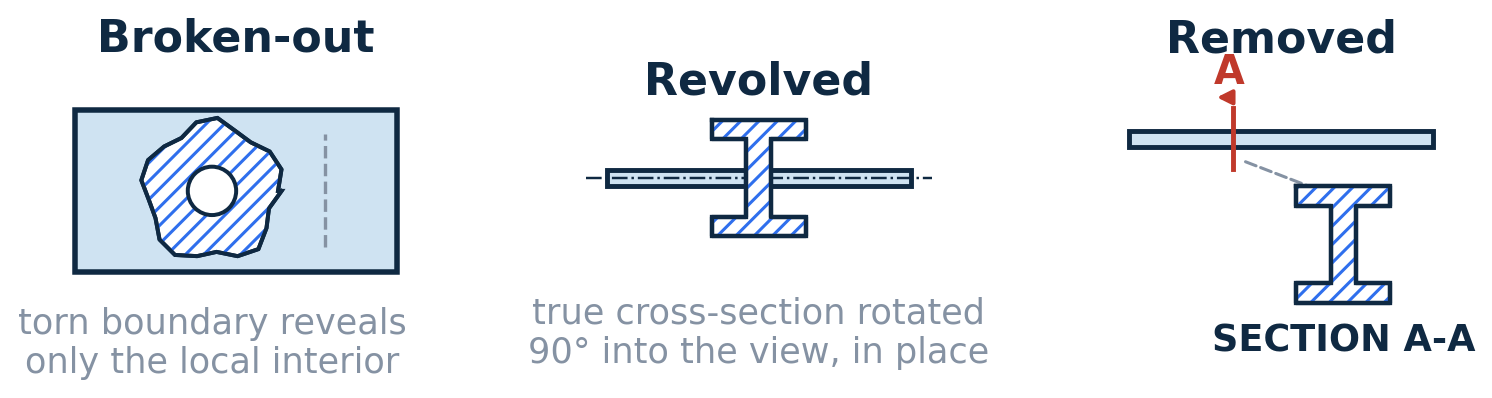 Broken-out
torn boundary reveals
only the local interior
Revolved
true cross-section rotated
90° into the view, in place
Removed
A
SECTION A-A